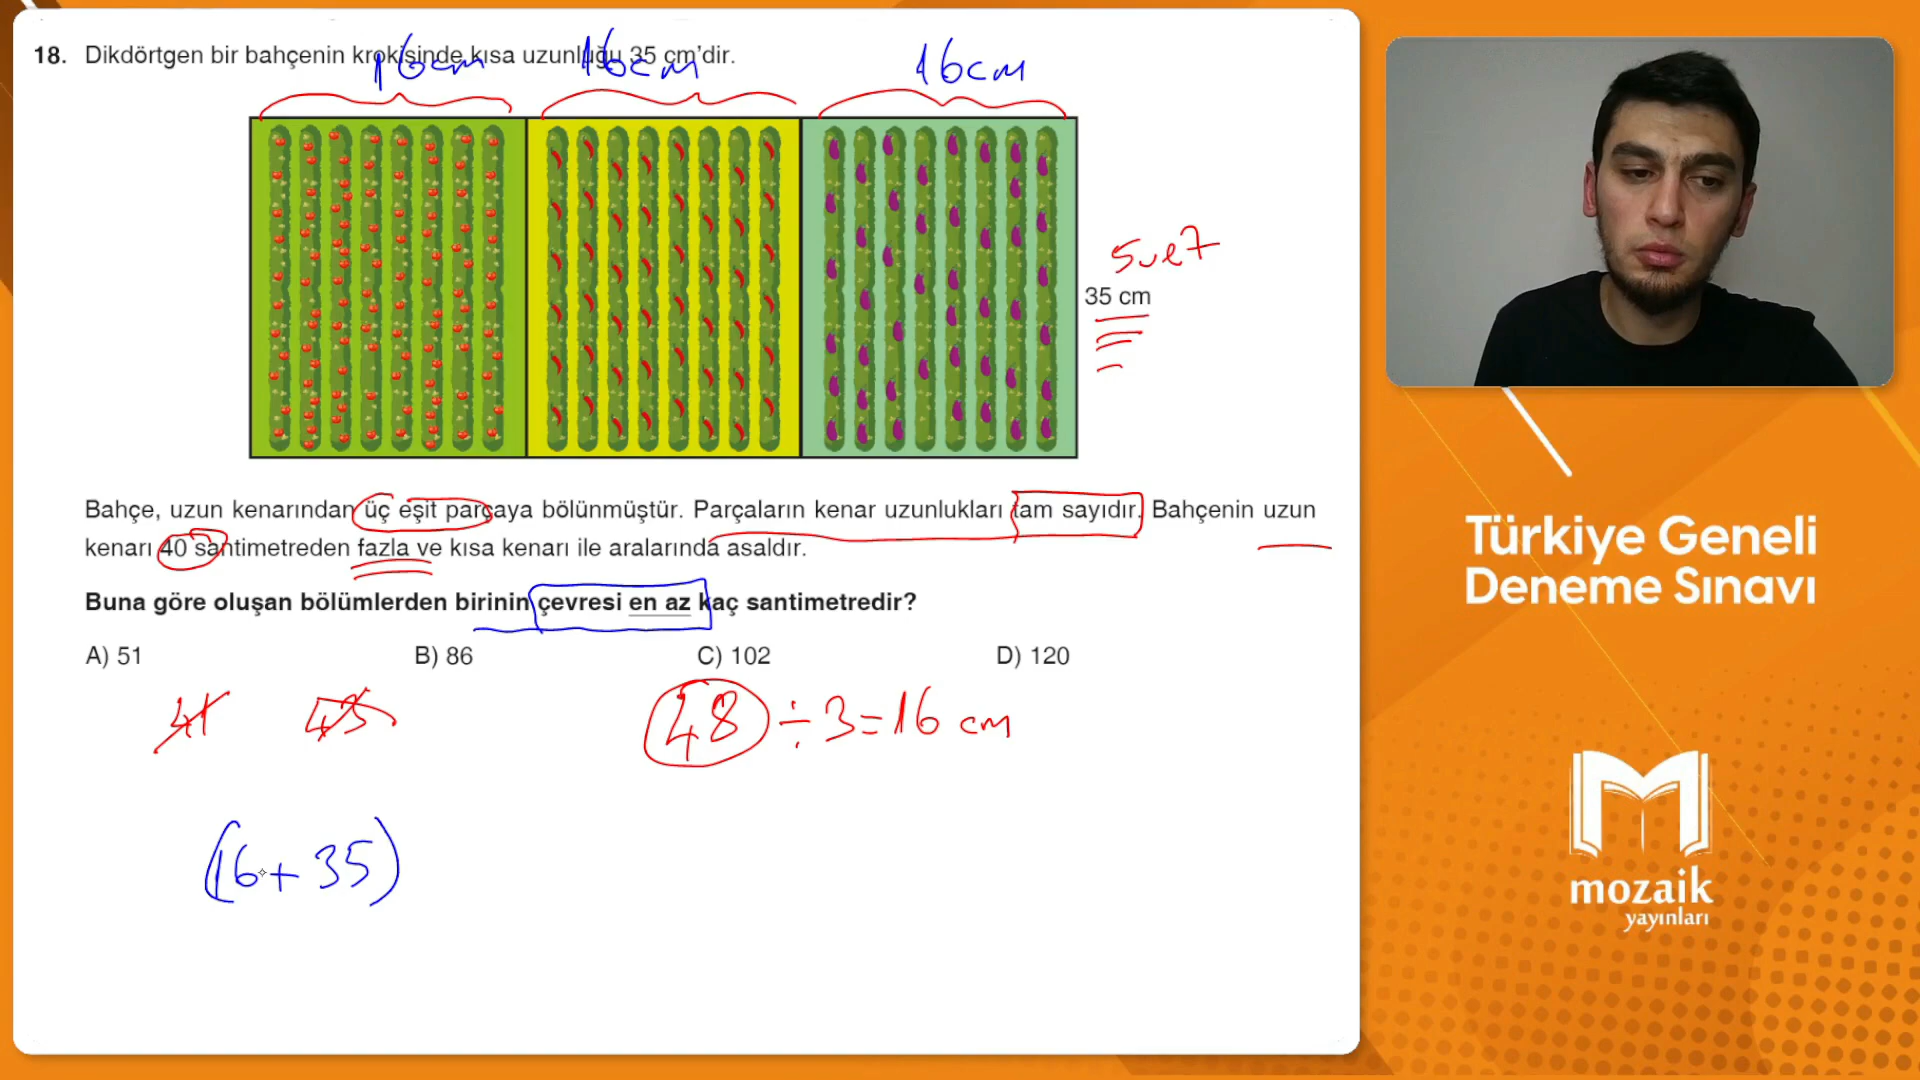 18. Dikdörtgen bir bahçenin krokisinde kısa uzunluğu 35 cm'dir.
16cm 16cm 16cm
5 ve 7
35 cm
Bahçe, uzun kenarından üç eşit parçaya bölünmüştür. Parçaların kenar uzunlukları tam sayıdır. Bahçenin uzun
kenarı 40 santimetreden fazla ve kısa kenarı ile aralarında asaldır.
Buna göre oluşan bölümlerden birinin çevresi en az kaç santimetredir?
A) 51 B) 86 C) 102 D) 120
41 45 48 ÷ 3 = 16 cm
(16 + 35)
Türkiye Geneli
Deneme Sınavı
mozaik
yayınları